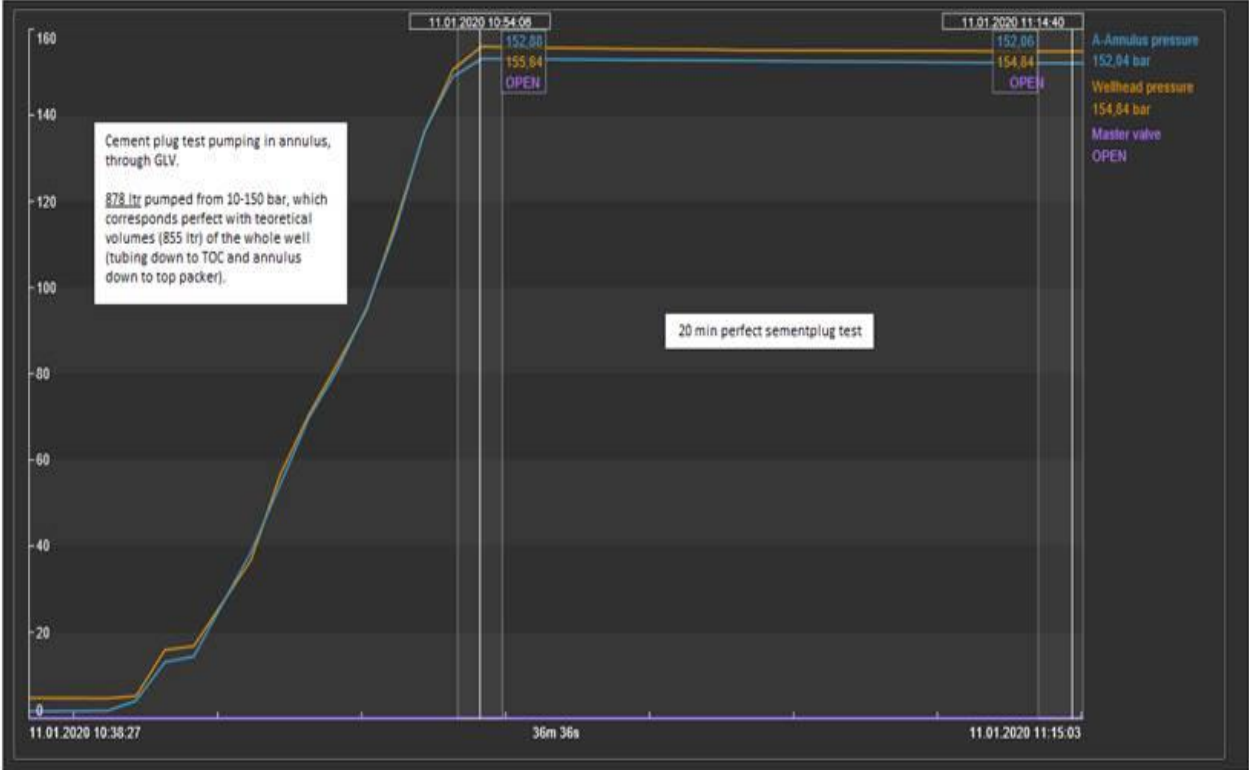 11.01.2020 10:54:08
11.01.2020 11:14:40
160
152,88
155,84
OPEN
152,06
154,84
OPEN
A-Annulus pressure
152,04 bar
Wellhead pressure
154,84 bar
Master valve
OPEN
140
Cement plug test pumping in annulus,
through GLV.
878 ltr pumped from 10-150 bar, which
corresponds perfect with teoretical
volumes (855 ltr) of the whole well
(tubing down to TOC and annulus
down to top packer).
120
100
20 min perfect sementplug test
80
60
40
20
0
11.01.2020 10:38:27
36m 36s
11.01.2020 11:15:03